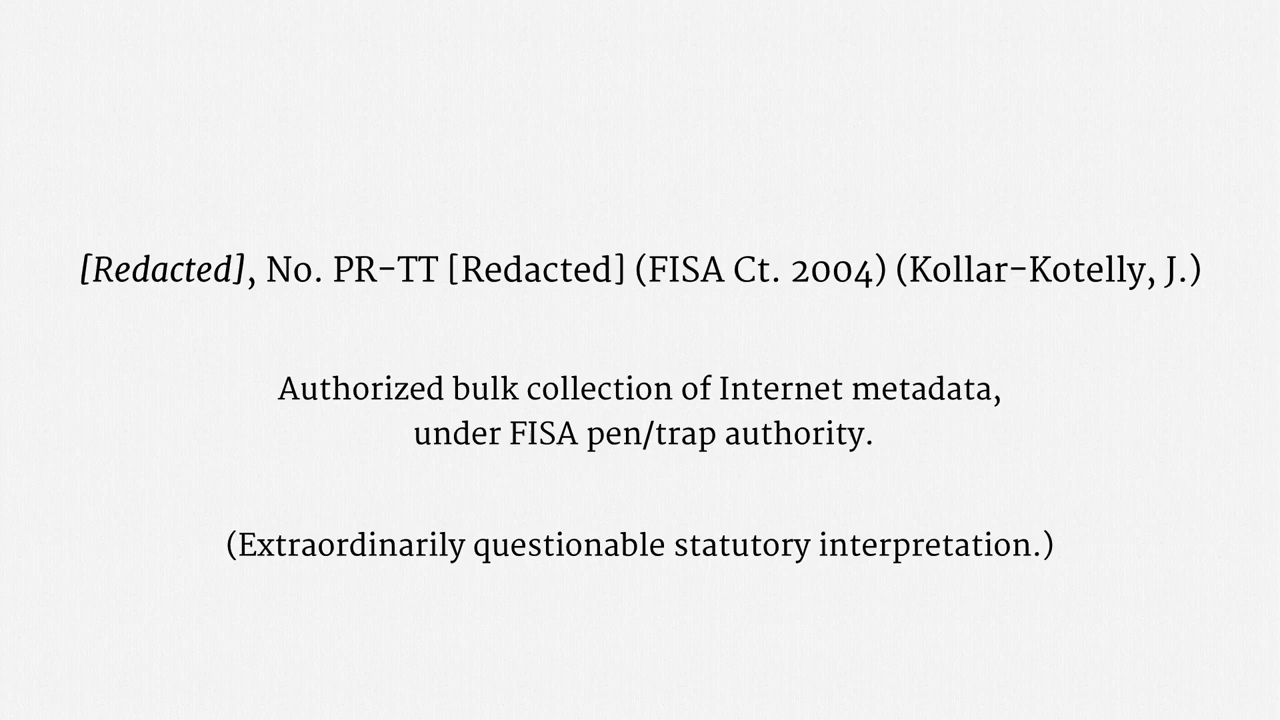 [Redacted], No. PR-TT [Redacted] (FISA Ct. 2004) (Kollar-Kotelly, J.)
Authorized bulk collection of Internet metadata,
under FISA pen/trap authority.
(Extraordinarily questionable statutory interpretation.)